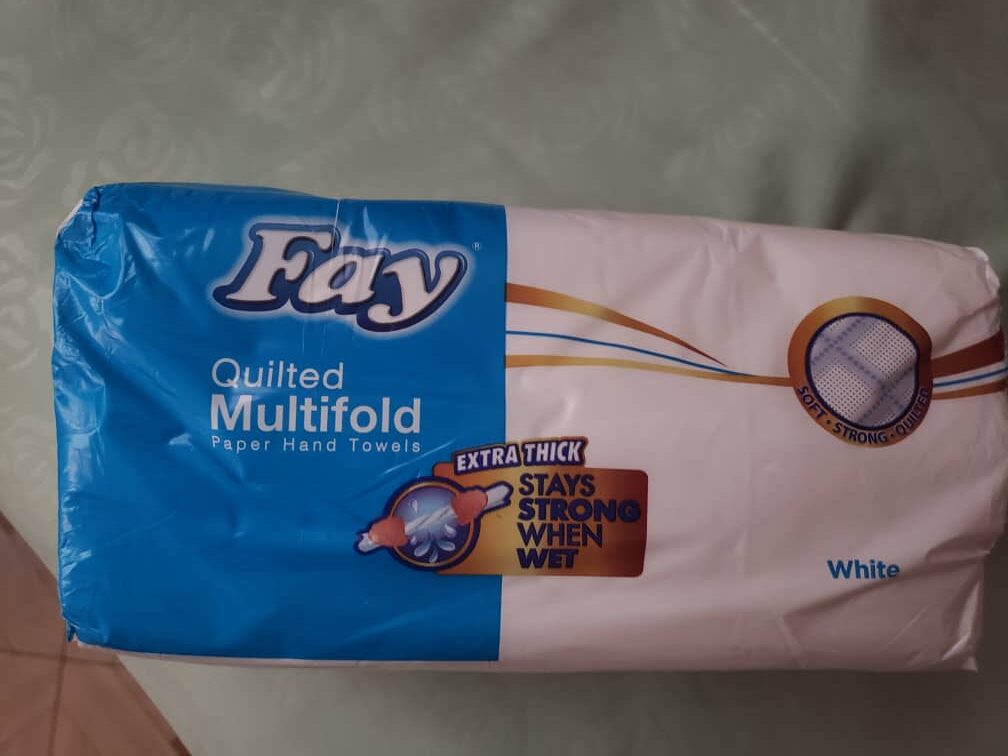 Fay®
Quilted
Multifold
Paper Hand Towels
EXTRA THICK
STAYS
STRONG
WHEN
WET
SOFT • STRONG • QUILTED
White